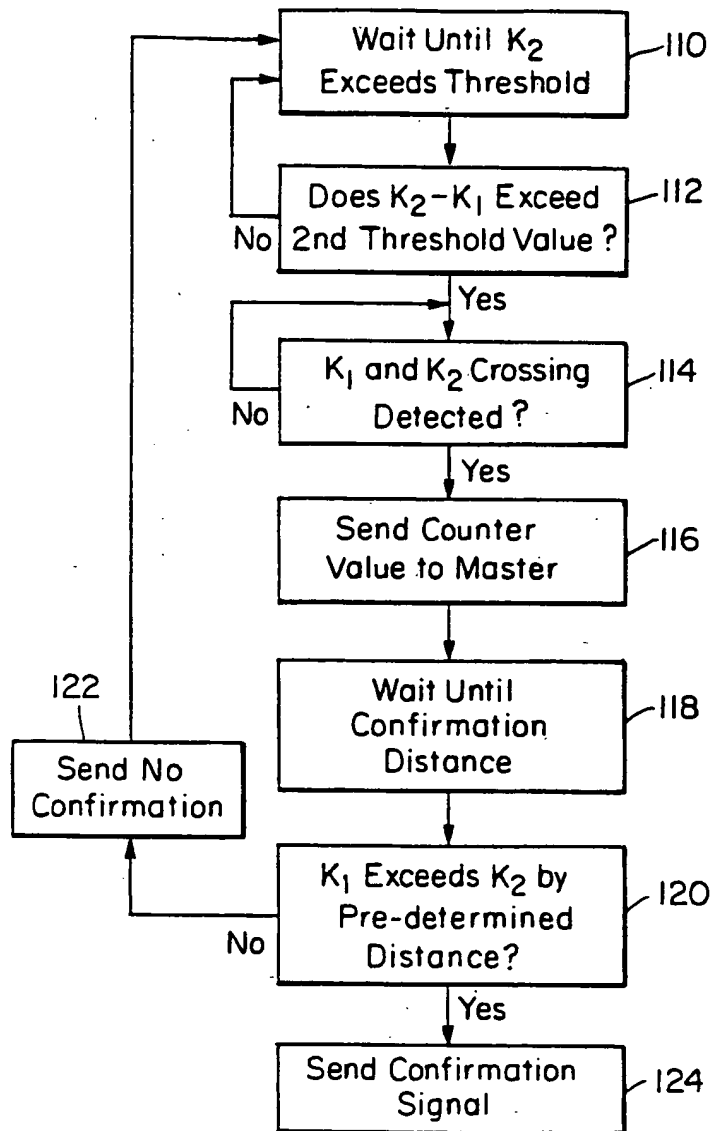 Wait Until K₂
Exceeds Threshold
110
Does K₂-K₁ Exceed
2nd Threshold Value?
112
No
Yes
K₁ and K₂ Crossing
Detected?
114
No
Yes
Send Counter
Value to Master
116
Wait Until
Confirmation
Distance
118
122
Send No
Confirmation
K₁ Exceeds K₂ by
Pre-determined
Distance?
120
No
Yes
Send Confirmation
Signal
124